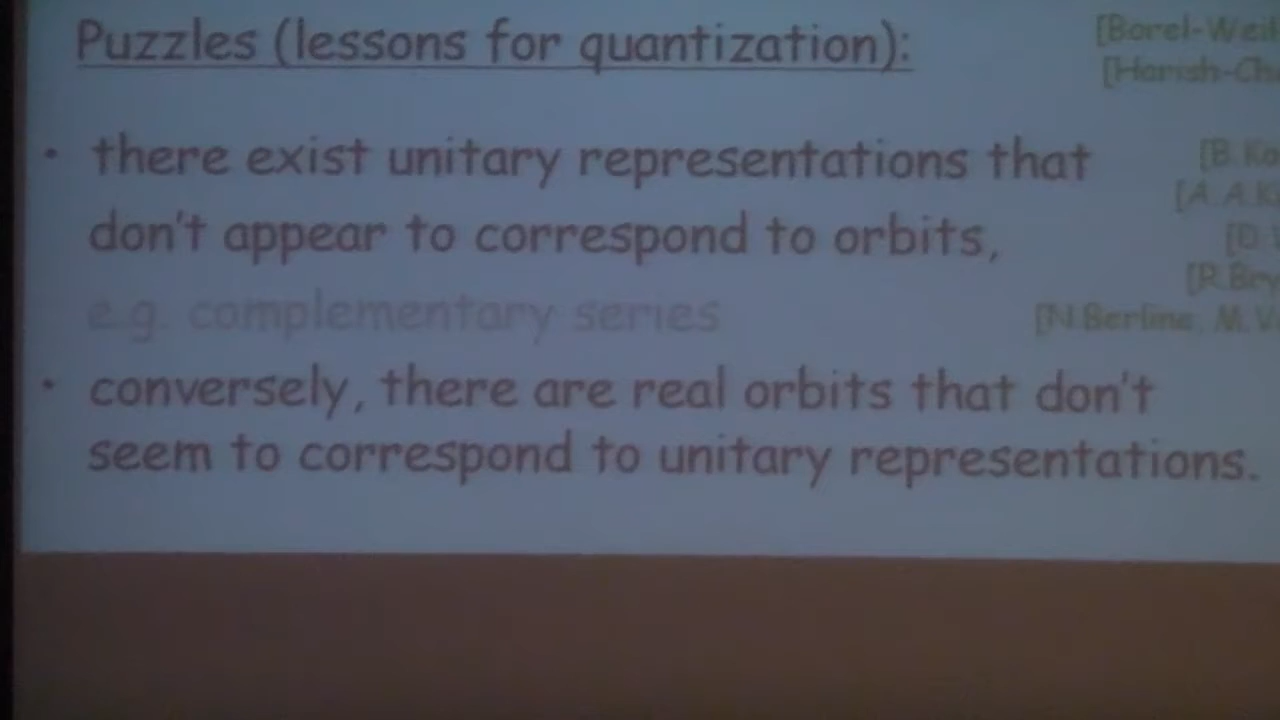 Puzzles (lessons for quantization):
• there exist unitary representations that
don't appear to correspond to orbits,
e.g. complementary series
• conversely, there are real orbits that don't
seem to correspond to unitary representations.
[Borel-Weil
[Harish-Ch
[B. Ko
[A. A. K
[D.
[R. Bry
[N. Berline, M. V